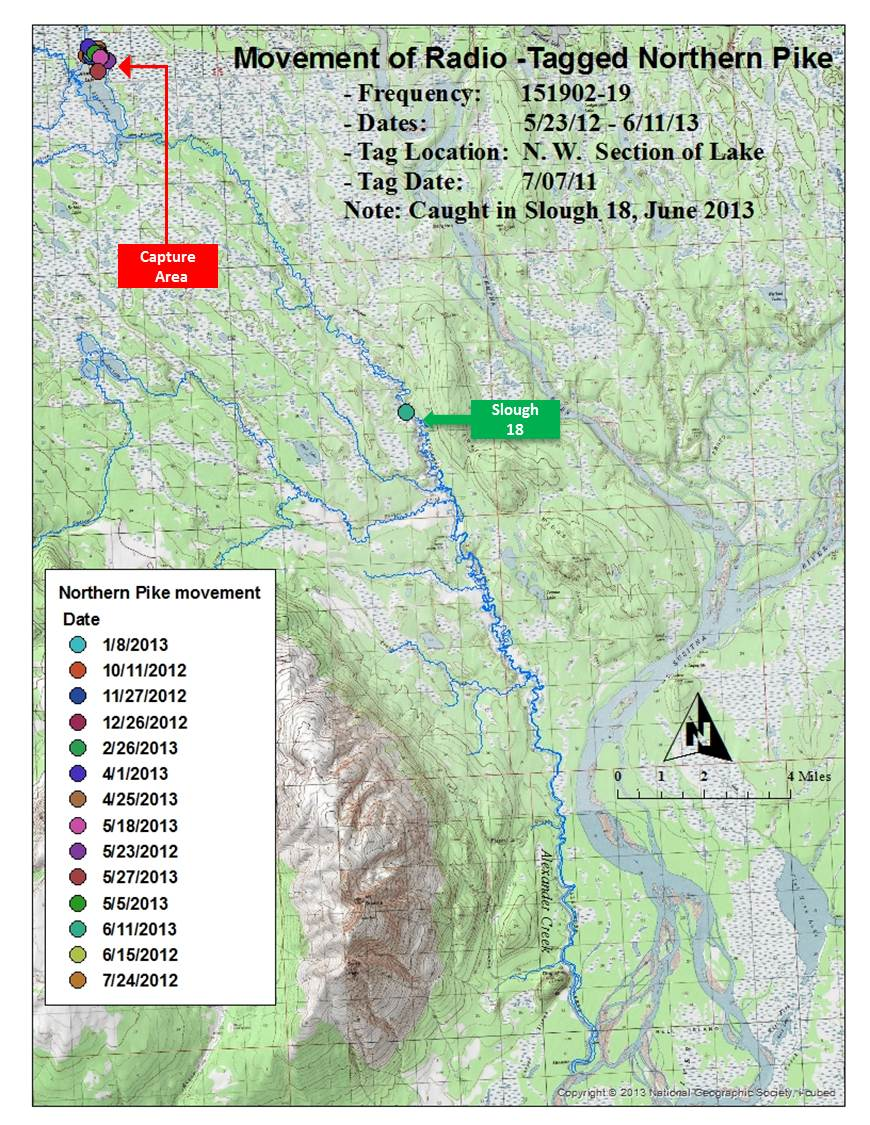 Movement of Radio -Tagged Northern Pike
- Frequency: 151902-19
- Dates: 5/23/12 - 6/11/13
- Tag Location: N. W. Section of Lake
- Tag Date: 7/07/11
Note: Caught in Slough 18, June 2013
Capture
Area
Slough
18
SUSITNA
RIVER
N
0 1 2 4 Miles
Alexander Creek
Northern Pike movement
Date
1/8/2013
10/11/2012
11/27/2012
12/26/2012
2/26/2013
4/1/2013
4/25/2013
5/18/2013
5/23/2012
5/27/2013
5/5/2013
6/11/2013
6/15/2012
7/24/2012
BELL ISLAND
Copyright © 2013 National Geographic Society, i-cubed